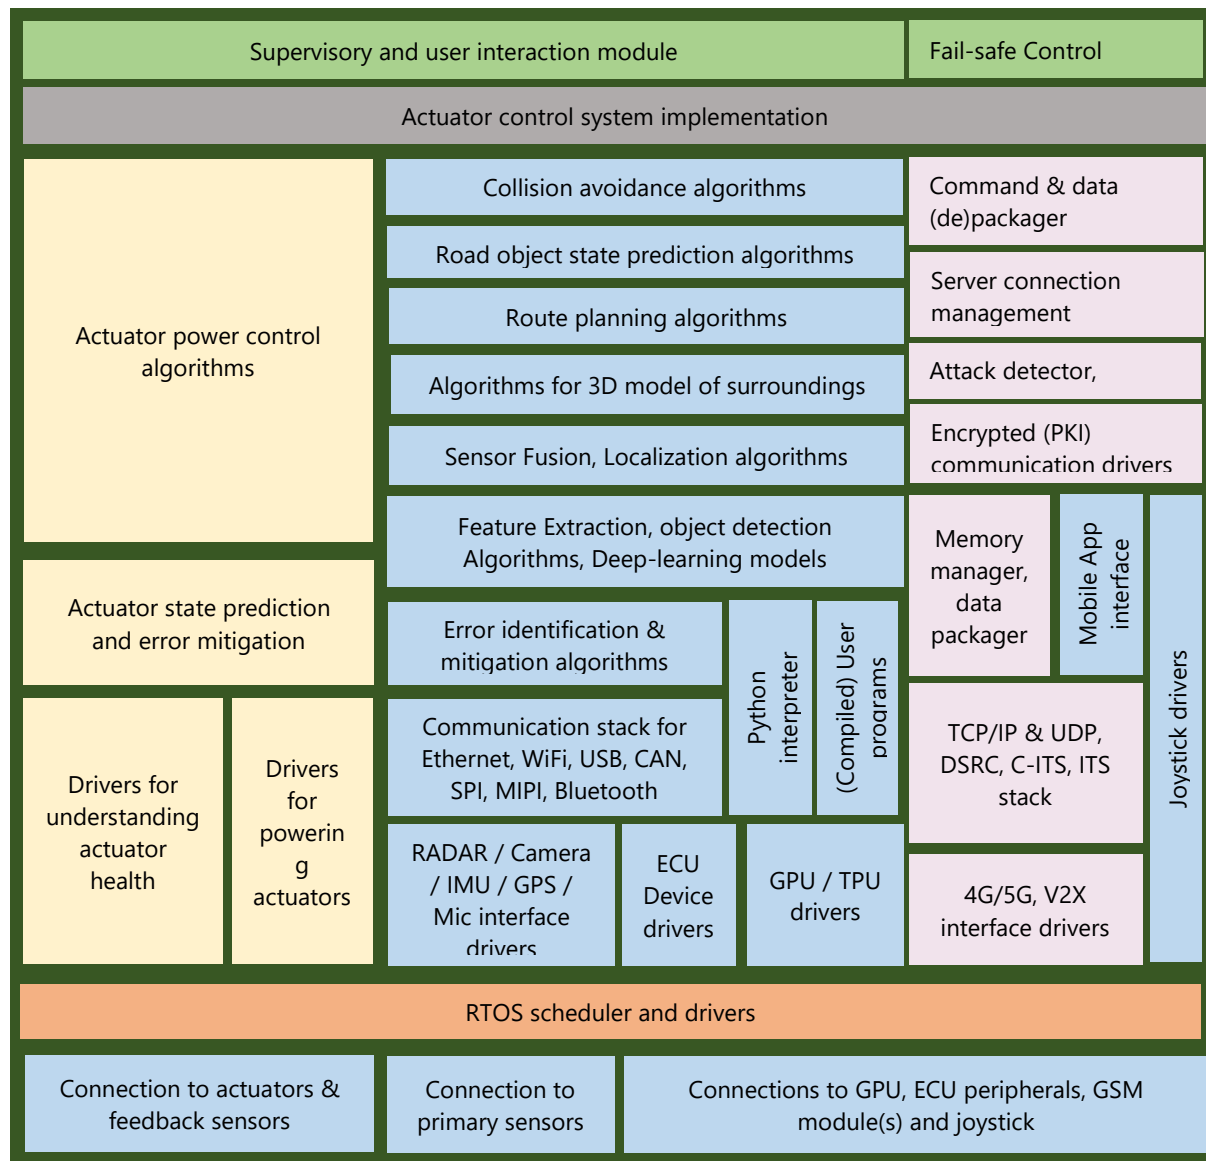 Supervisory and user interaction module
Fail-safe Control
Actuator control system implementation
Actuator power control
algorithms
Actuator state prediction
and error mitigation
Drivers for
understanding
actuator
health
Drivers
for
powerin
g
actuators
Collision avoidance algorithms
Road object state prediction algorithms
Route planning algorithms
Algorithms for 3D model of surroundings
Sensor Fusion, Localization algorithms
Feature Extraction, object detection
Algorithms, Deep-learning models
Error identification &
mitigation algorithms
Communication stack for
Ethernet, WiFi, USB, CAN,
SPI, MIPI, Bluetooth
Python
interpreter
(Compiled) User
programs
RADAR / Camera
/ IMU / GPS /
Mic interface
drivers
ECU
Device
drivers
GPU / TPU
drivers
Command & data
(de)packager
Server connection
management
Attack detector,
Encrypted (PKI)
communication drivers
Memory
manager,
data
packager
Mobile App
interface
Joystick drivers
TCP/IP & UDP,
DSRC, C-ITS, ITS
stack
4G/5G, V2X
interface drivers
RTOS scheduler and drivers
Connection to actuators &
feedback sensors
Connection to
primary sensors
Connections to GPU, ECU peripherals, GSM
module(s) and joystick